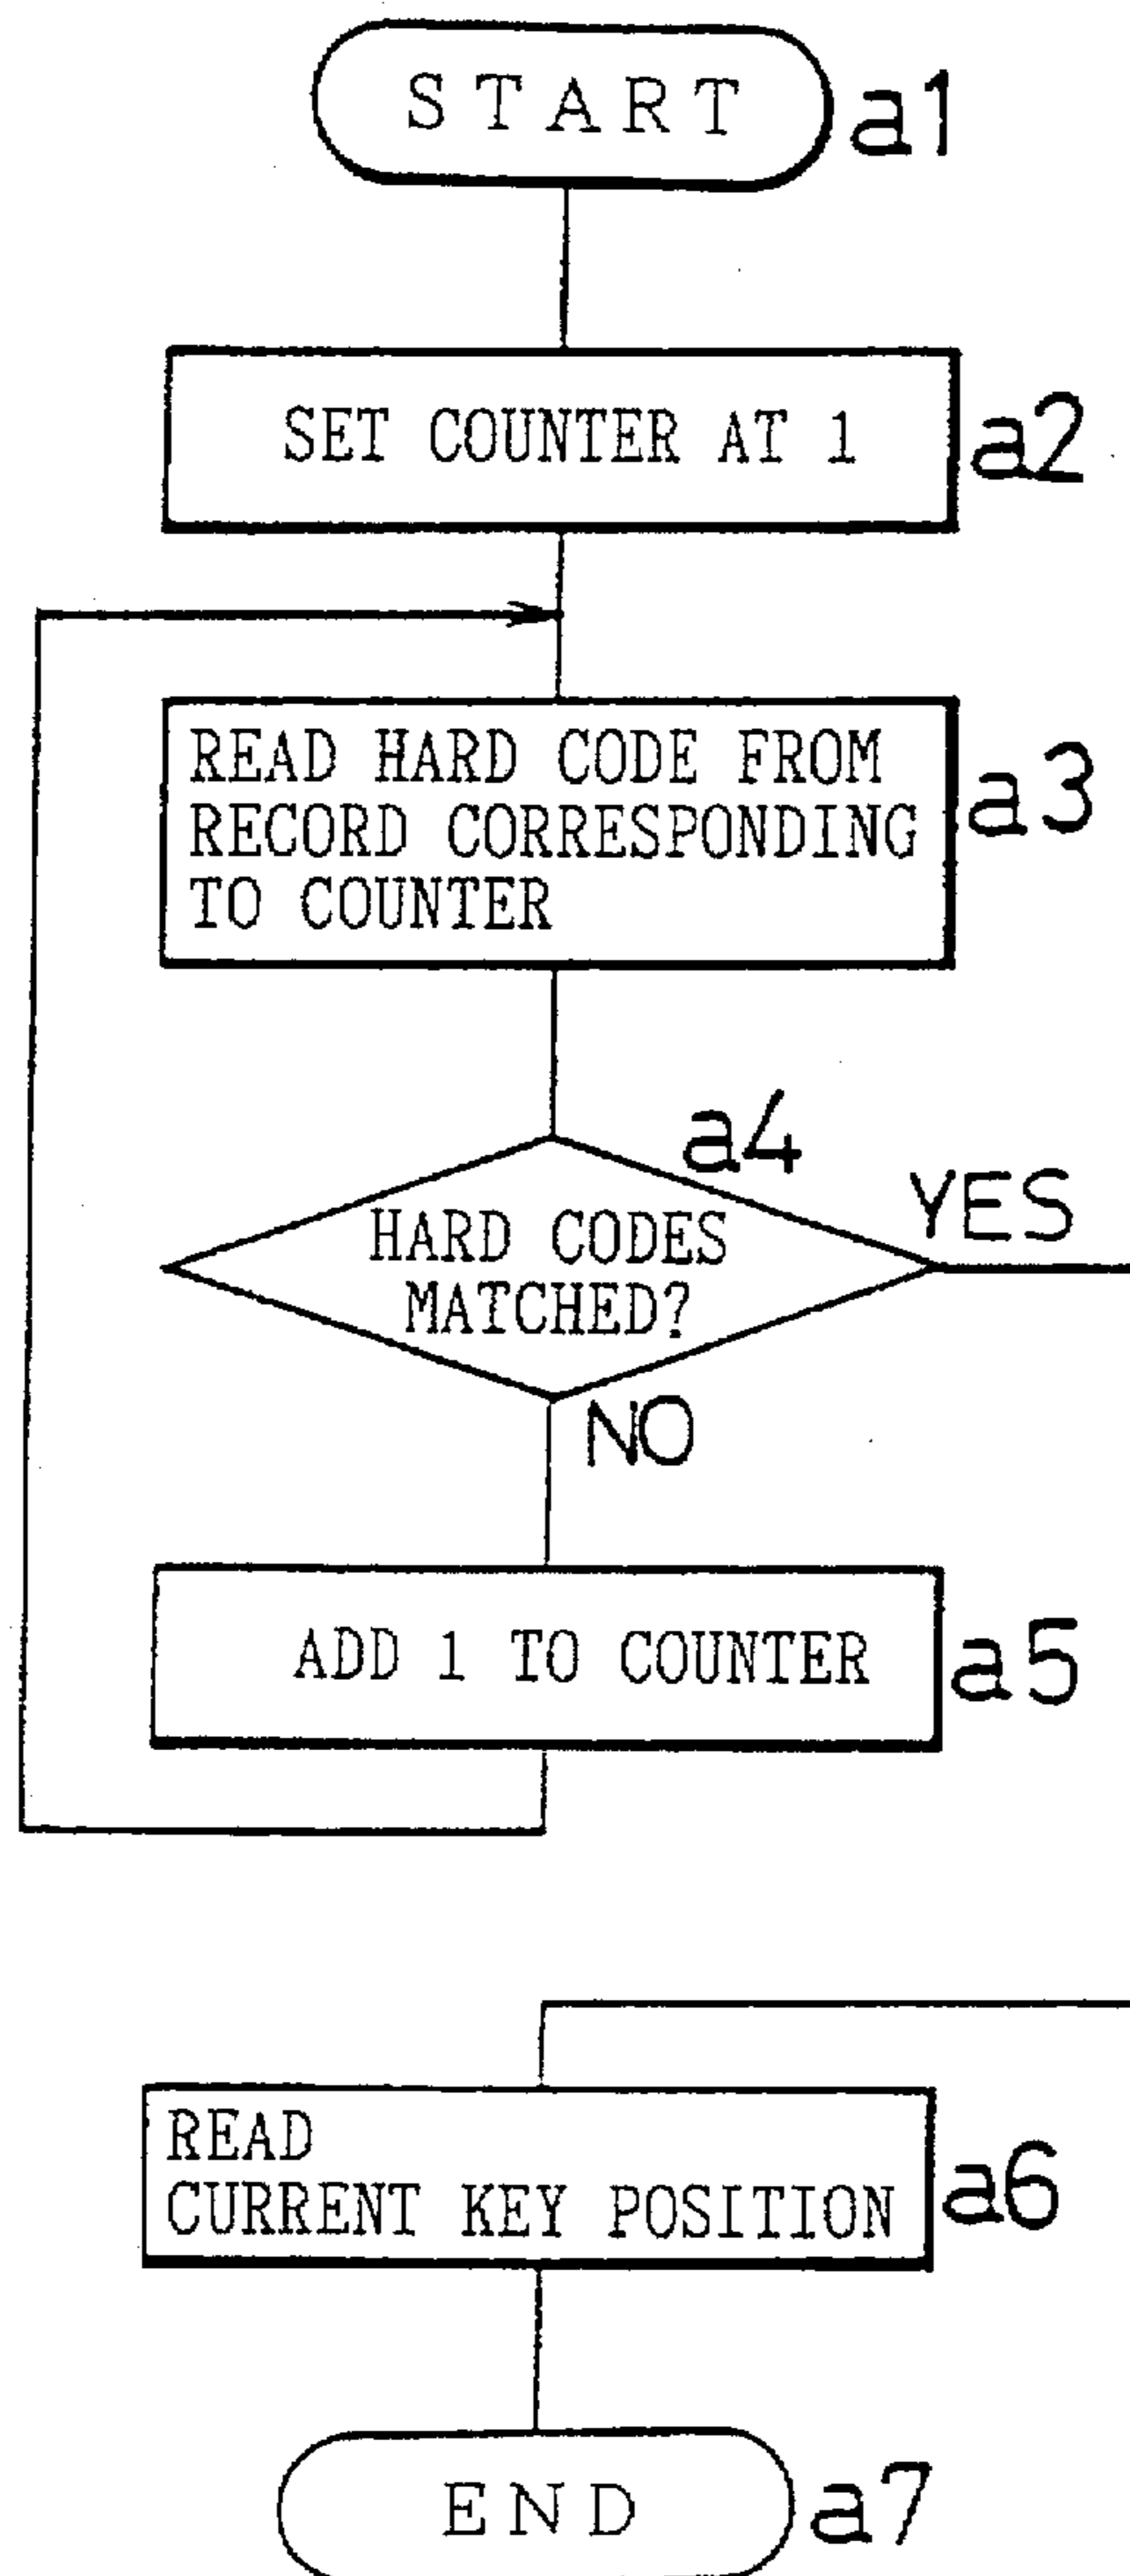 START a1
SET COUNTER AT 1 a2
READ HARD CODE FROM
RECORD CORRESPONDING
TO COUNTER
a3
a4
HARD CODES
MATCHED?
YES
NO
ADD 1 TO COUNTER a5
READ
CURRENT KEY POSITION
a6
END a7